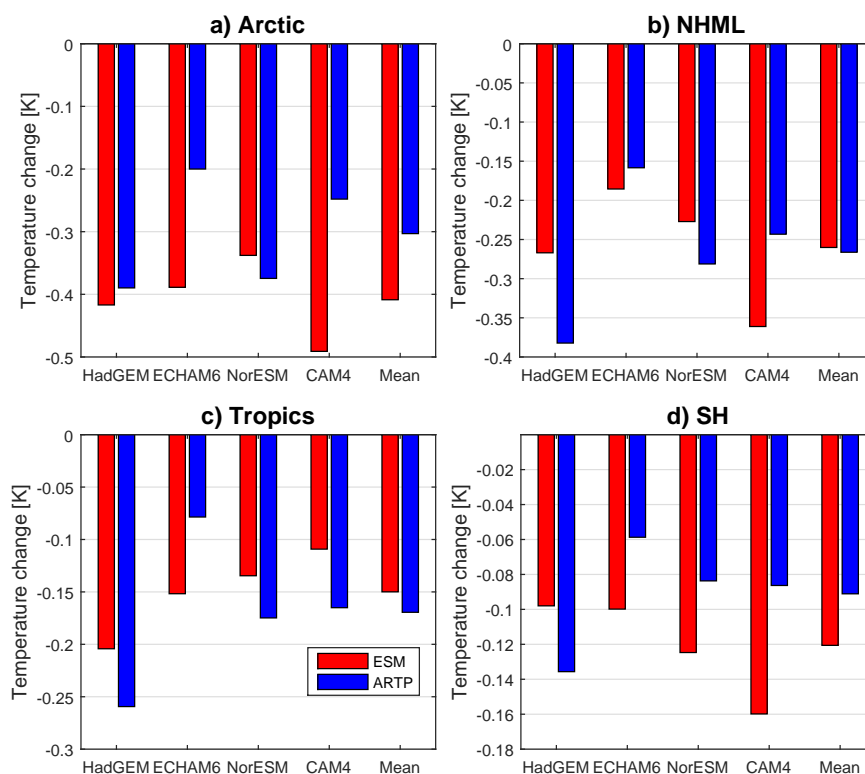 a) Arctic
0
-0.1
-0.2
-0.3
-0.4
-0.5
Temperature change [K]
HadGEM ECHAM6 NorESM CAM4 Mean
b) NHML
0
-0.05
-0.1
-0.15
-0.2
-0.25
-0.3
-0.35
-0.4
Temperature change [K]
HadGEM ECHAM6 NorESM CAM4 Mean
c) Tropics
0
-0.05
-0.1
-0.15
-0.2
-0.25
-0.3
Temperature change [K]
ESM
ARTP
HadGEM ECHAM6 NorESM CAM4 Mean
d) SH
-0.02
-0.04
-0.06
-0.08
-0.1
-0.12
-0.14
-0.16
-0.18
Temperature change [K]
HadGEM ECHAM6 NorESM CAM4 Mean